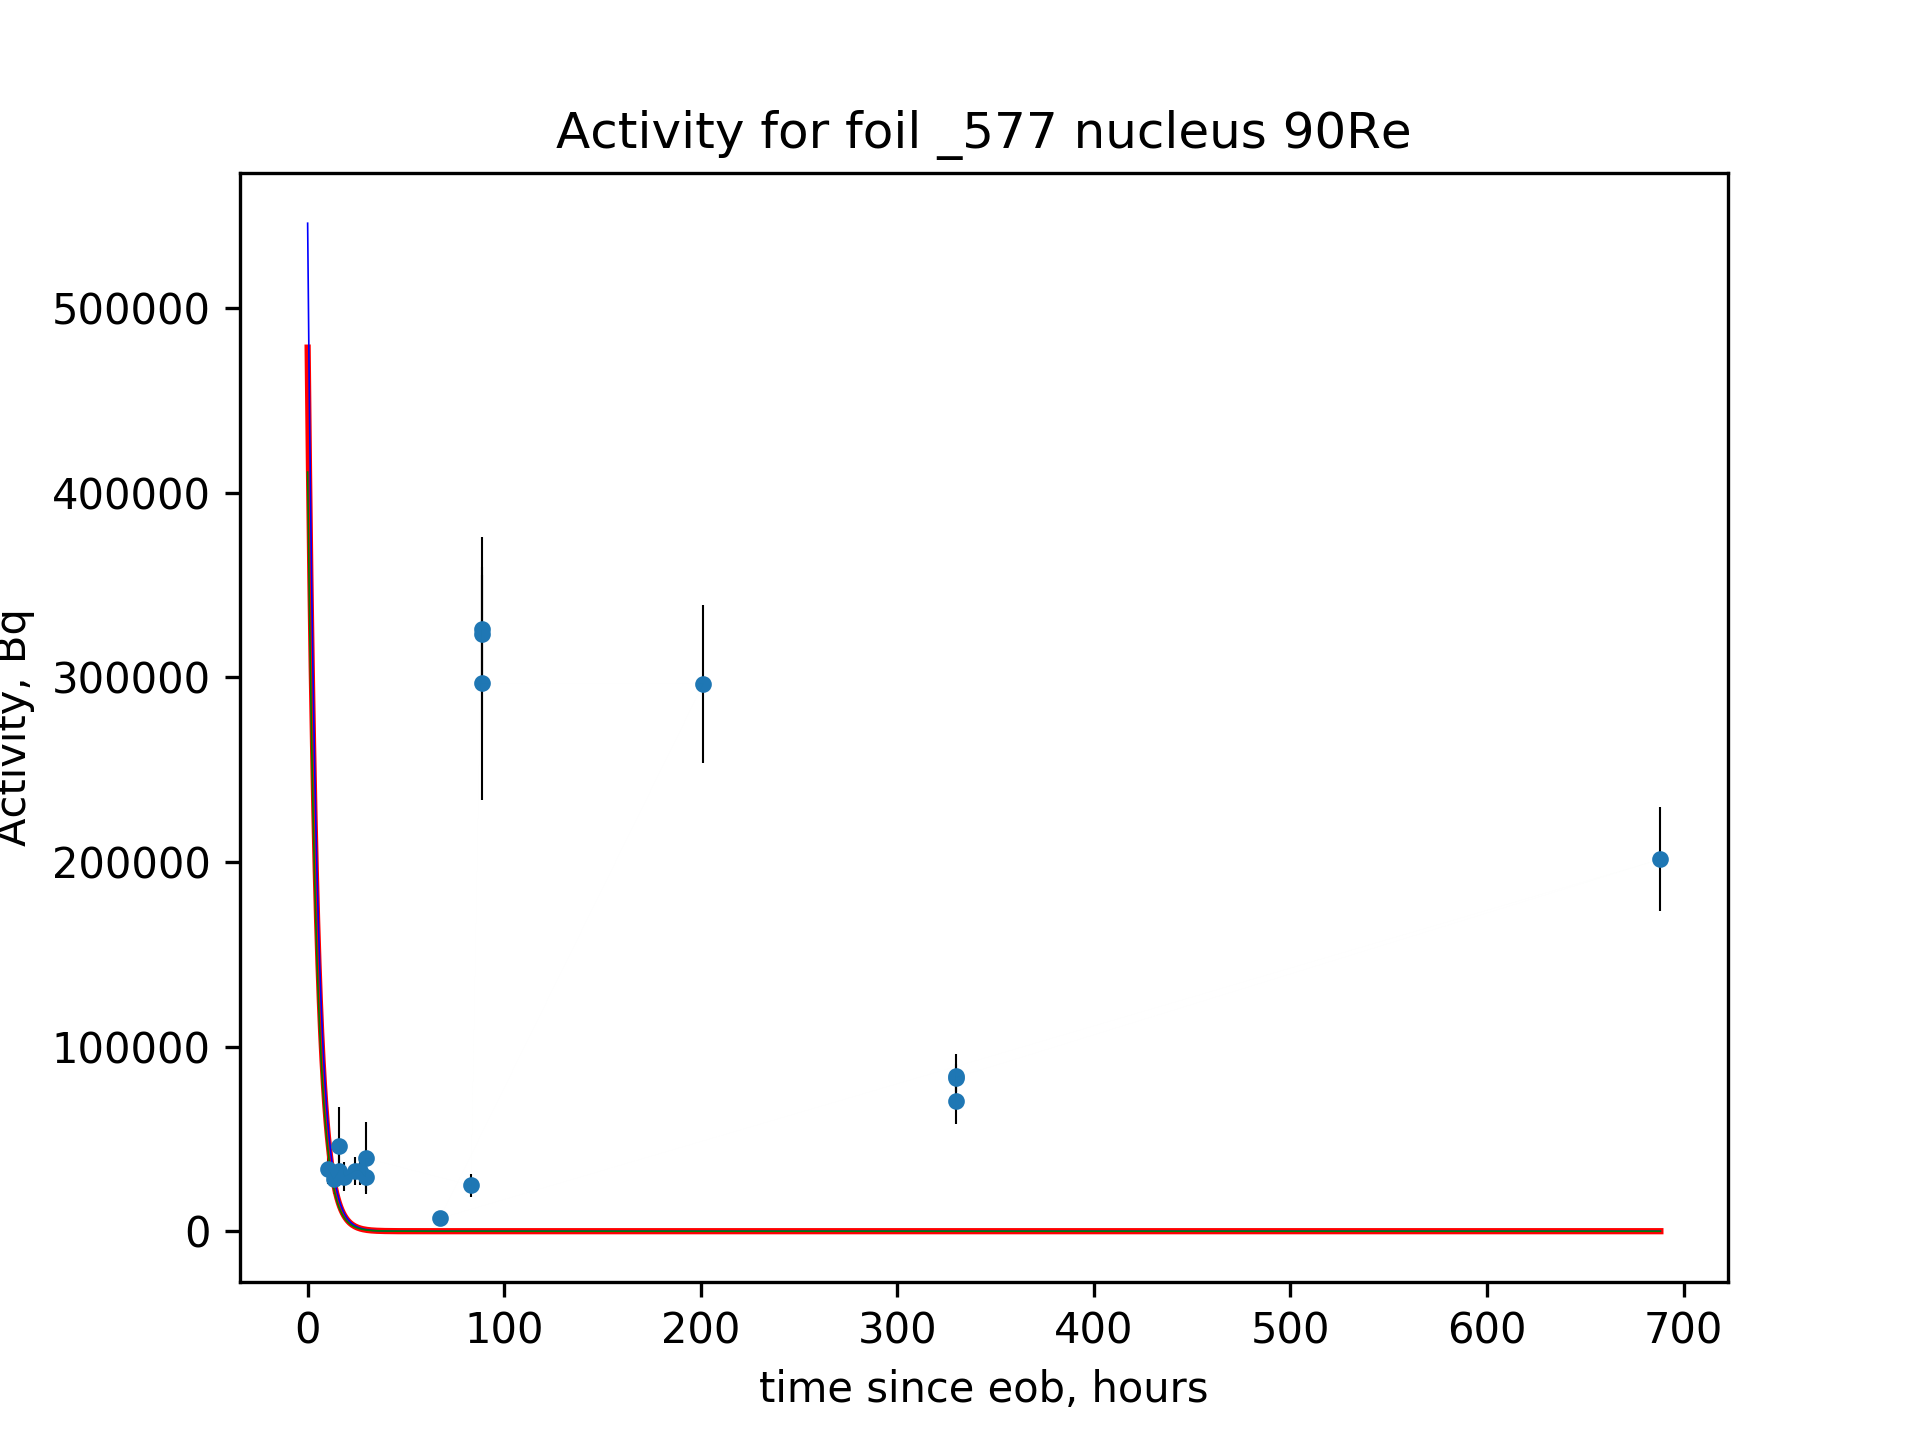 Activity for foil _577 nucleus 90Re
Activity, Bq
500000
400000
300000
200000
100000
0
0 100 200 300 400 500 600 700
time since eob, hours